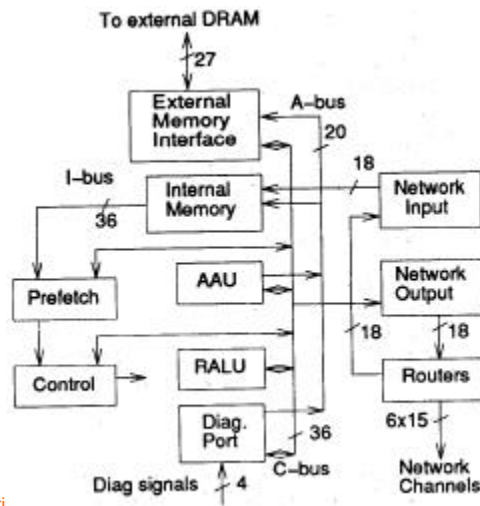 To external DRAM
27
External
Memory
Interface
A-bus
20
18
I-bus
36
Internal
Memory
Network
Input
Prefetch
AAU
Network
Output
18
18
Control
RALU
Routers
Diag.
Port
36
6x15
C-bus
Diag signals
4
Network
Channels